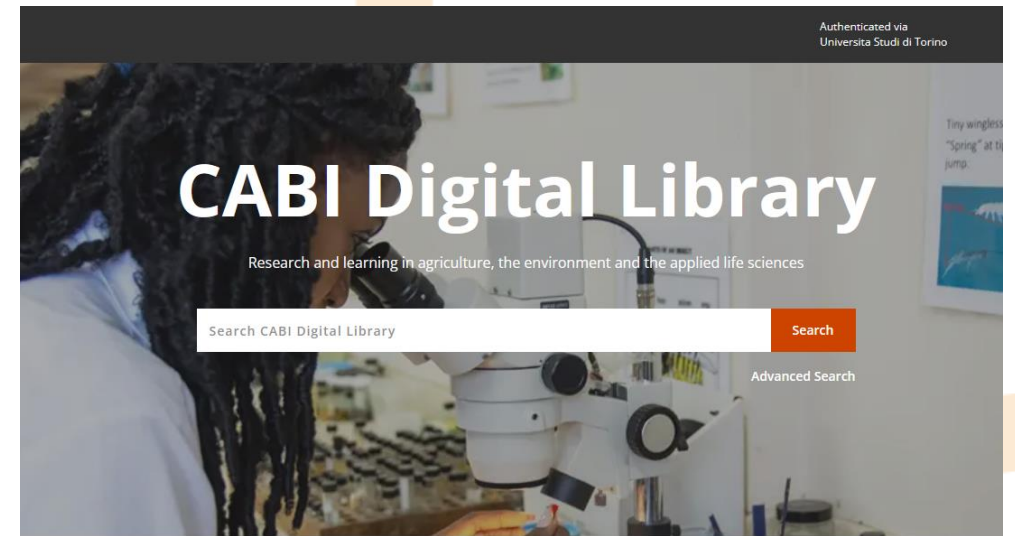 Authenticated via
Universita Studi di Torino
Tiny wingless
"Spring" at
jump.
CABI Digital Library
Research and learning in agriculture, the environment and the applied life sciences
Search CABI Digital Library
Search
Advanced Search